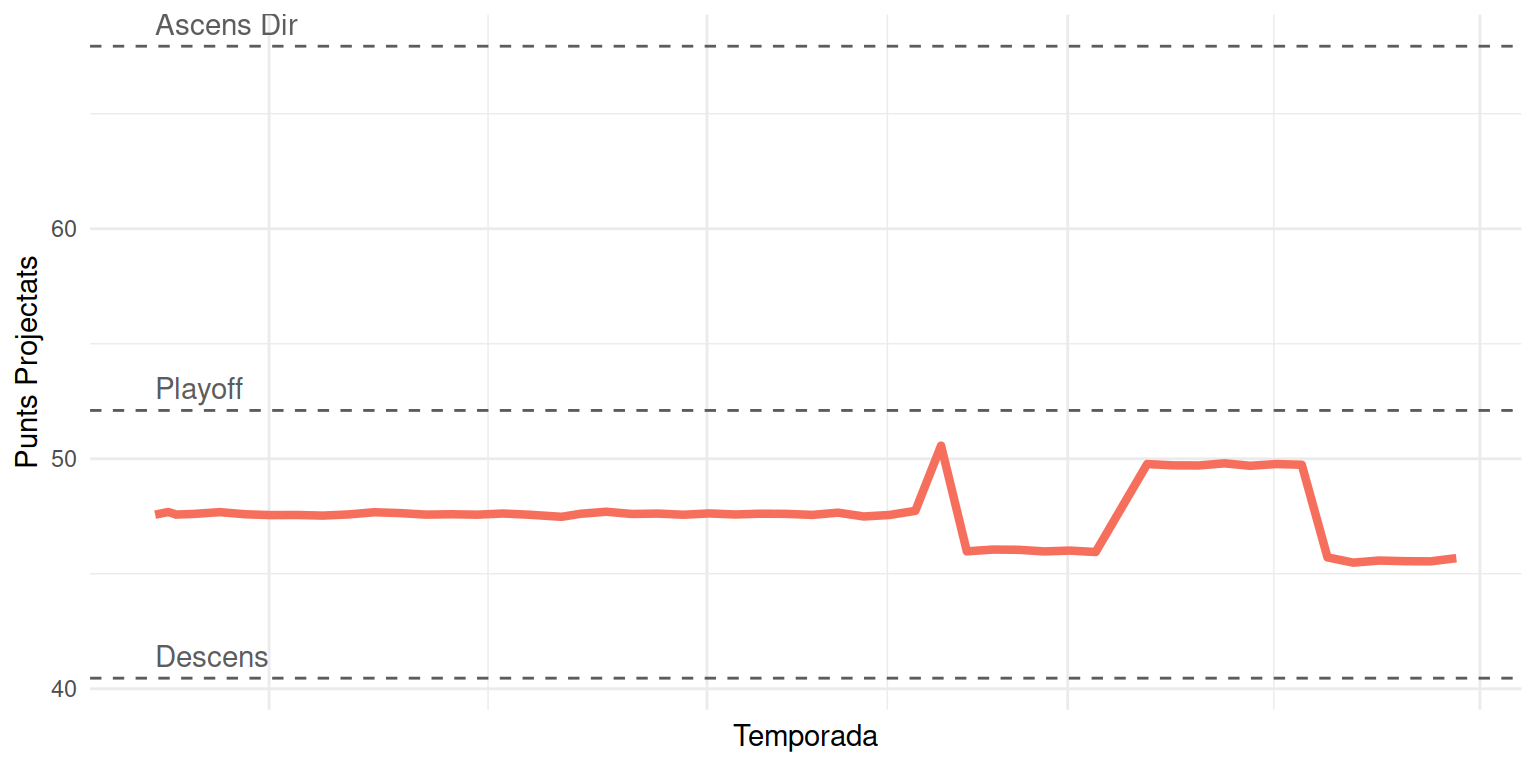 Ascens Dir
60
Playoff
50
Descens
40
Punts Projectats
Temporada